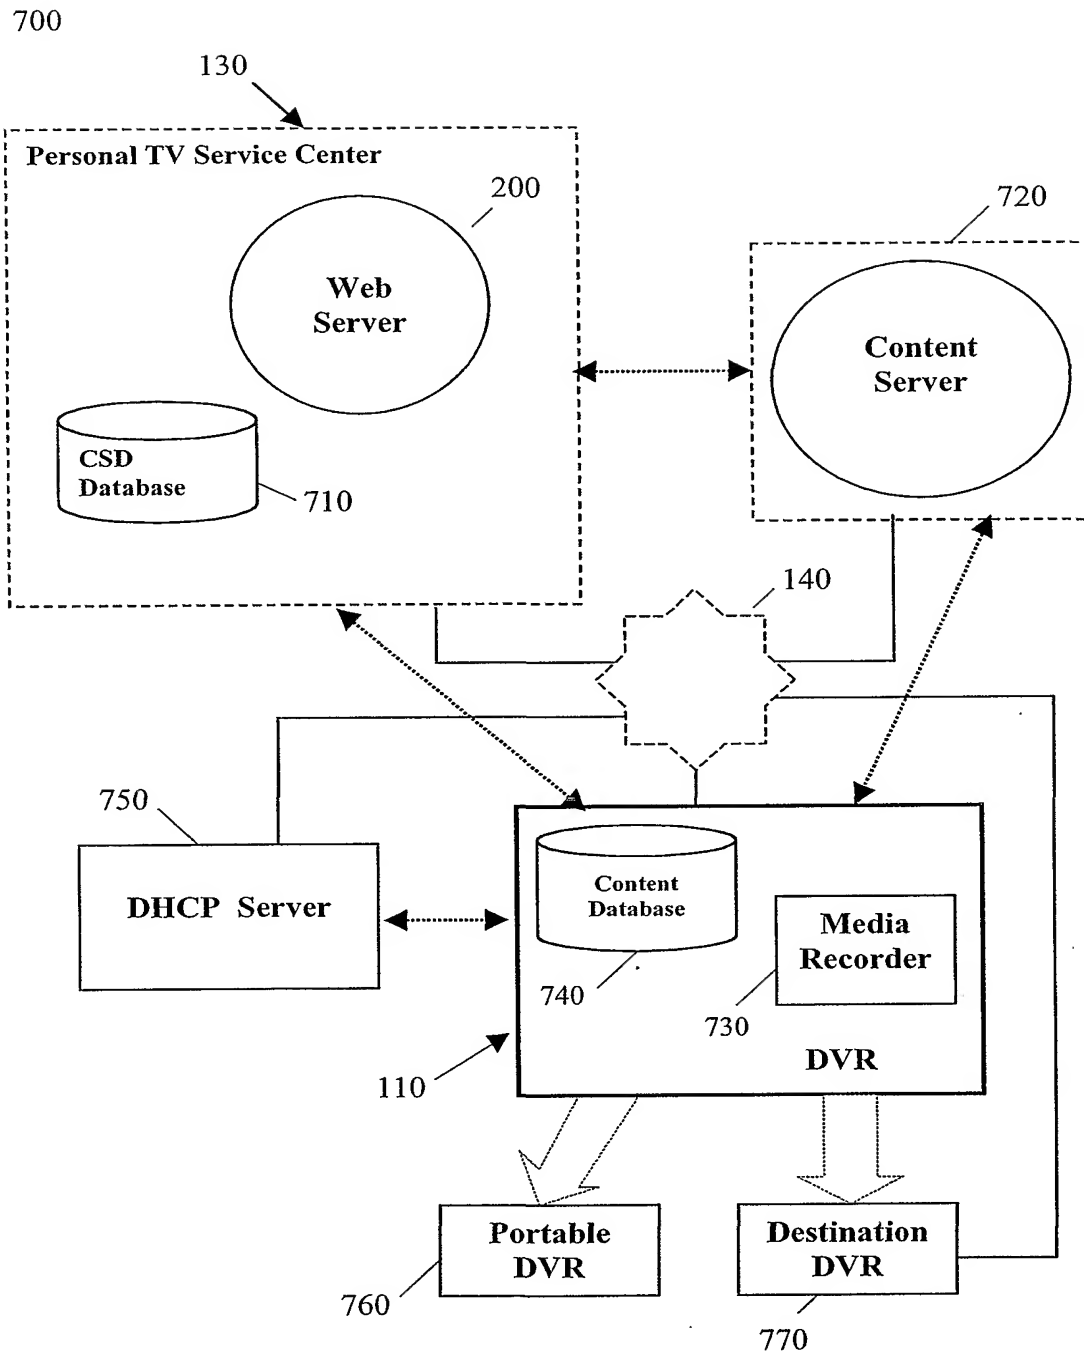 700
130
Personal TV Service Center
200
720
Web
Server
Content
Server
CSD
Database
710
140
750
DHCP Server
Content
Database
Media
Recorder
740
730
DVR
110
Portable
DVR
Destination
DVR
760
770